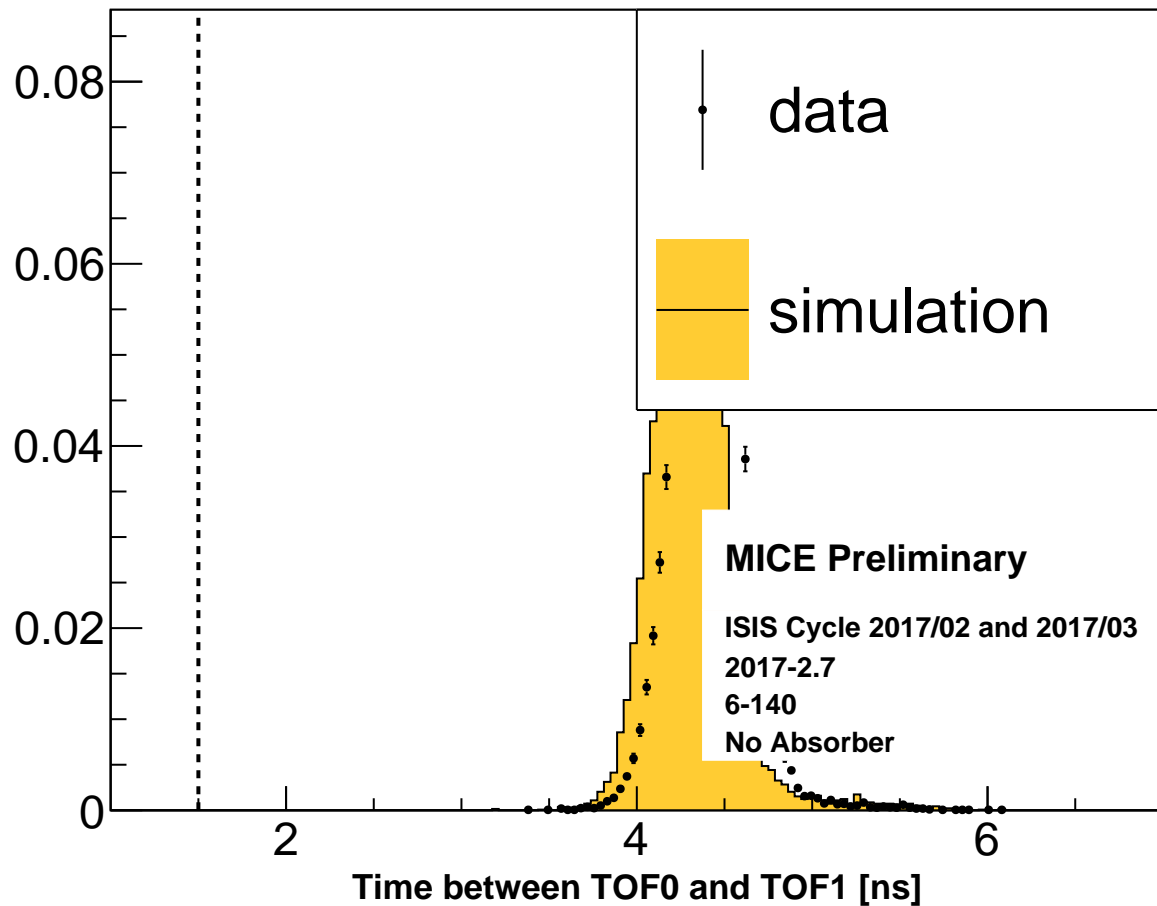 0.08
data
0.06
simulation
0.04
MICE Preliminary
0.02
ISIS Cycle 2017/02 and 2017/03
2017-2.7
6-140
No Absorber
0
2
4
6
Time between TOF0 and TOF1 [ns]